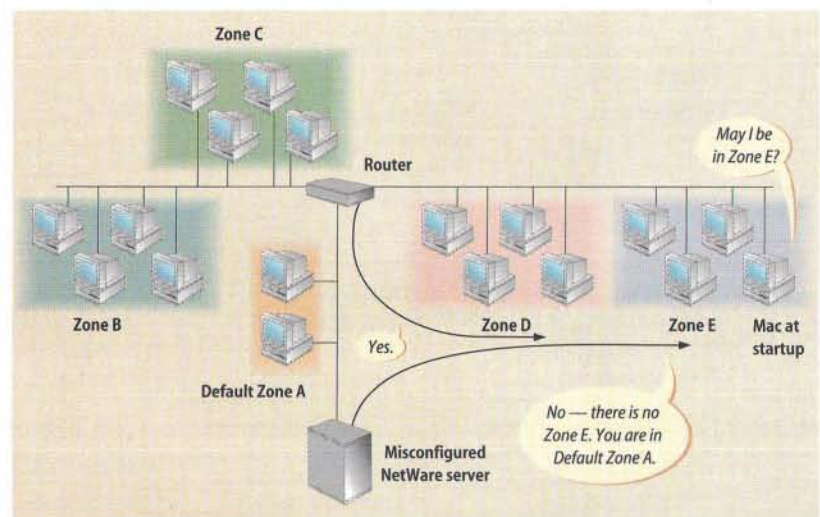 Zone C
May I be
in Zone E?
Router
Zone B
Yes.
Zone D
Zone E
Mac at
startup
Default Zone A
No — there is no
Zone E. You are in
Default Zone A.
Misconfigured
NetWare server